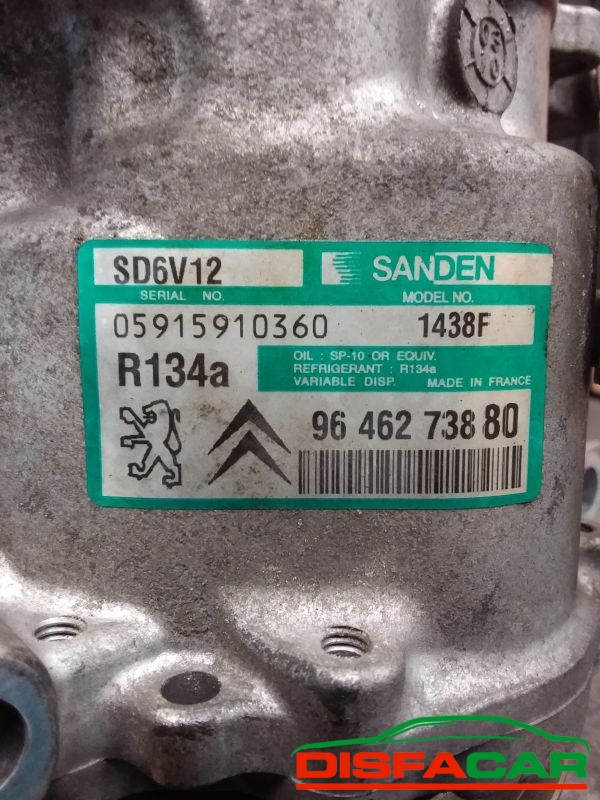 SD6V12
SANDEN
SERIAL NO.
MODEL NO.
05915910360
1438F
R134a
OIL : SP-10 OR EQUIV.
REFRIGERANT : R134a
VARIABLE DISP. MADE IN FRANCE
96 462 738 80
DISFACAR